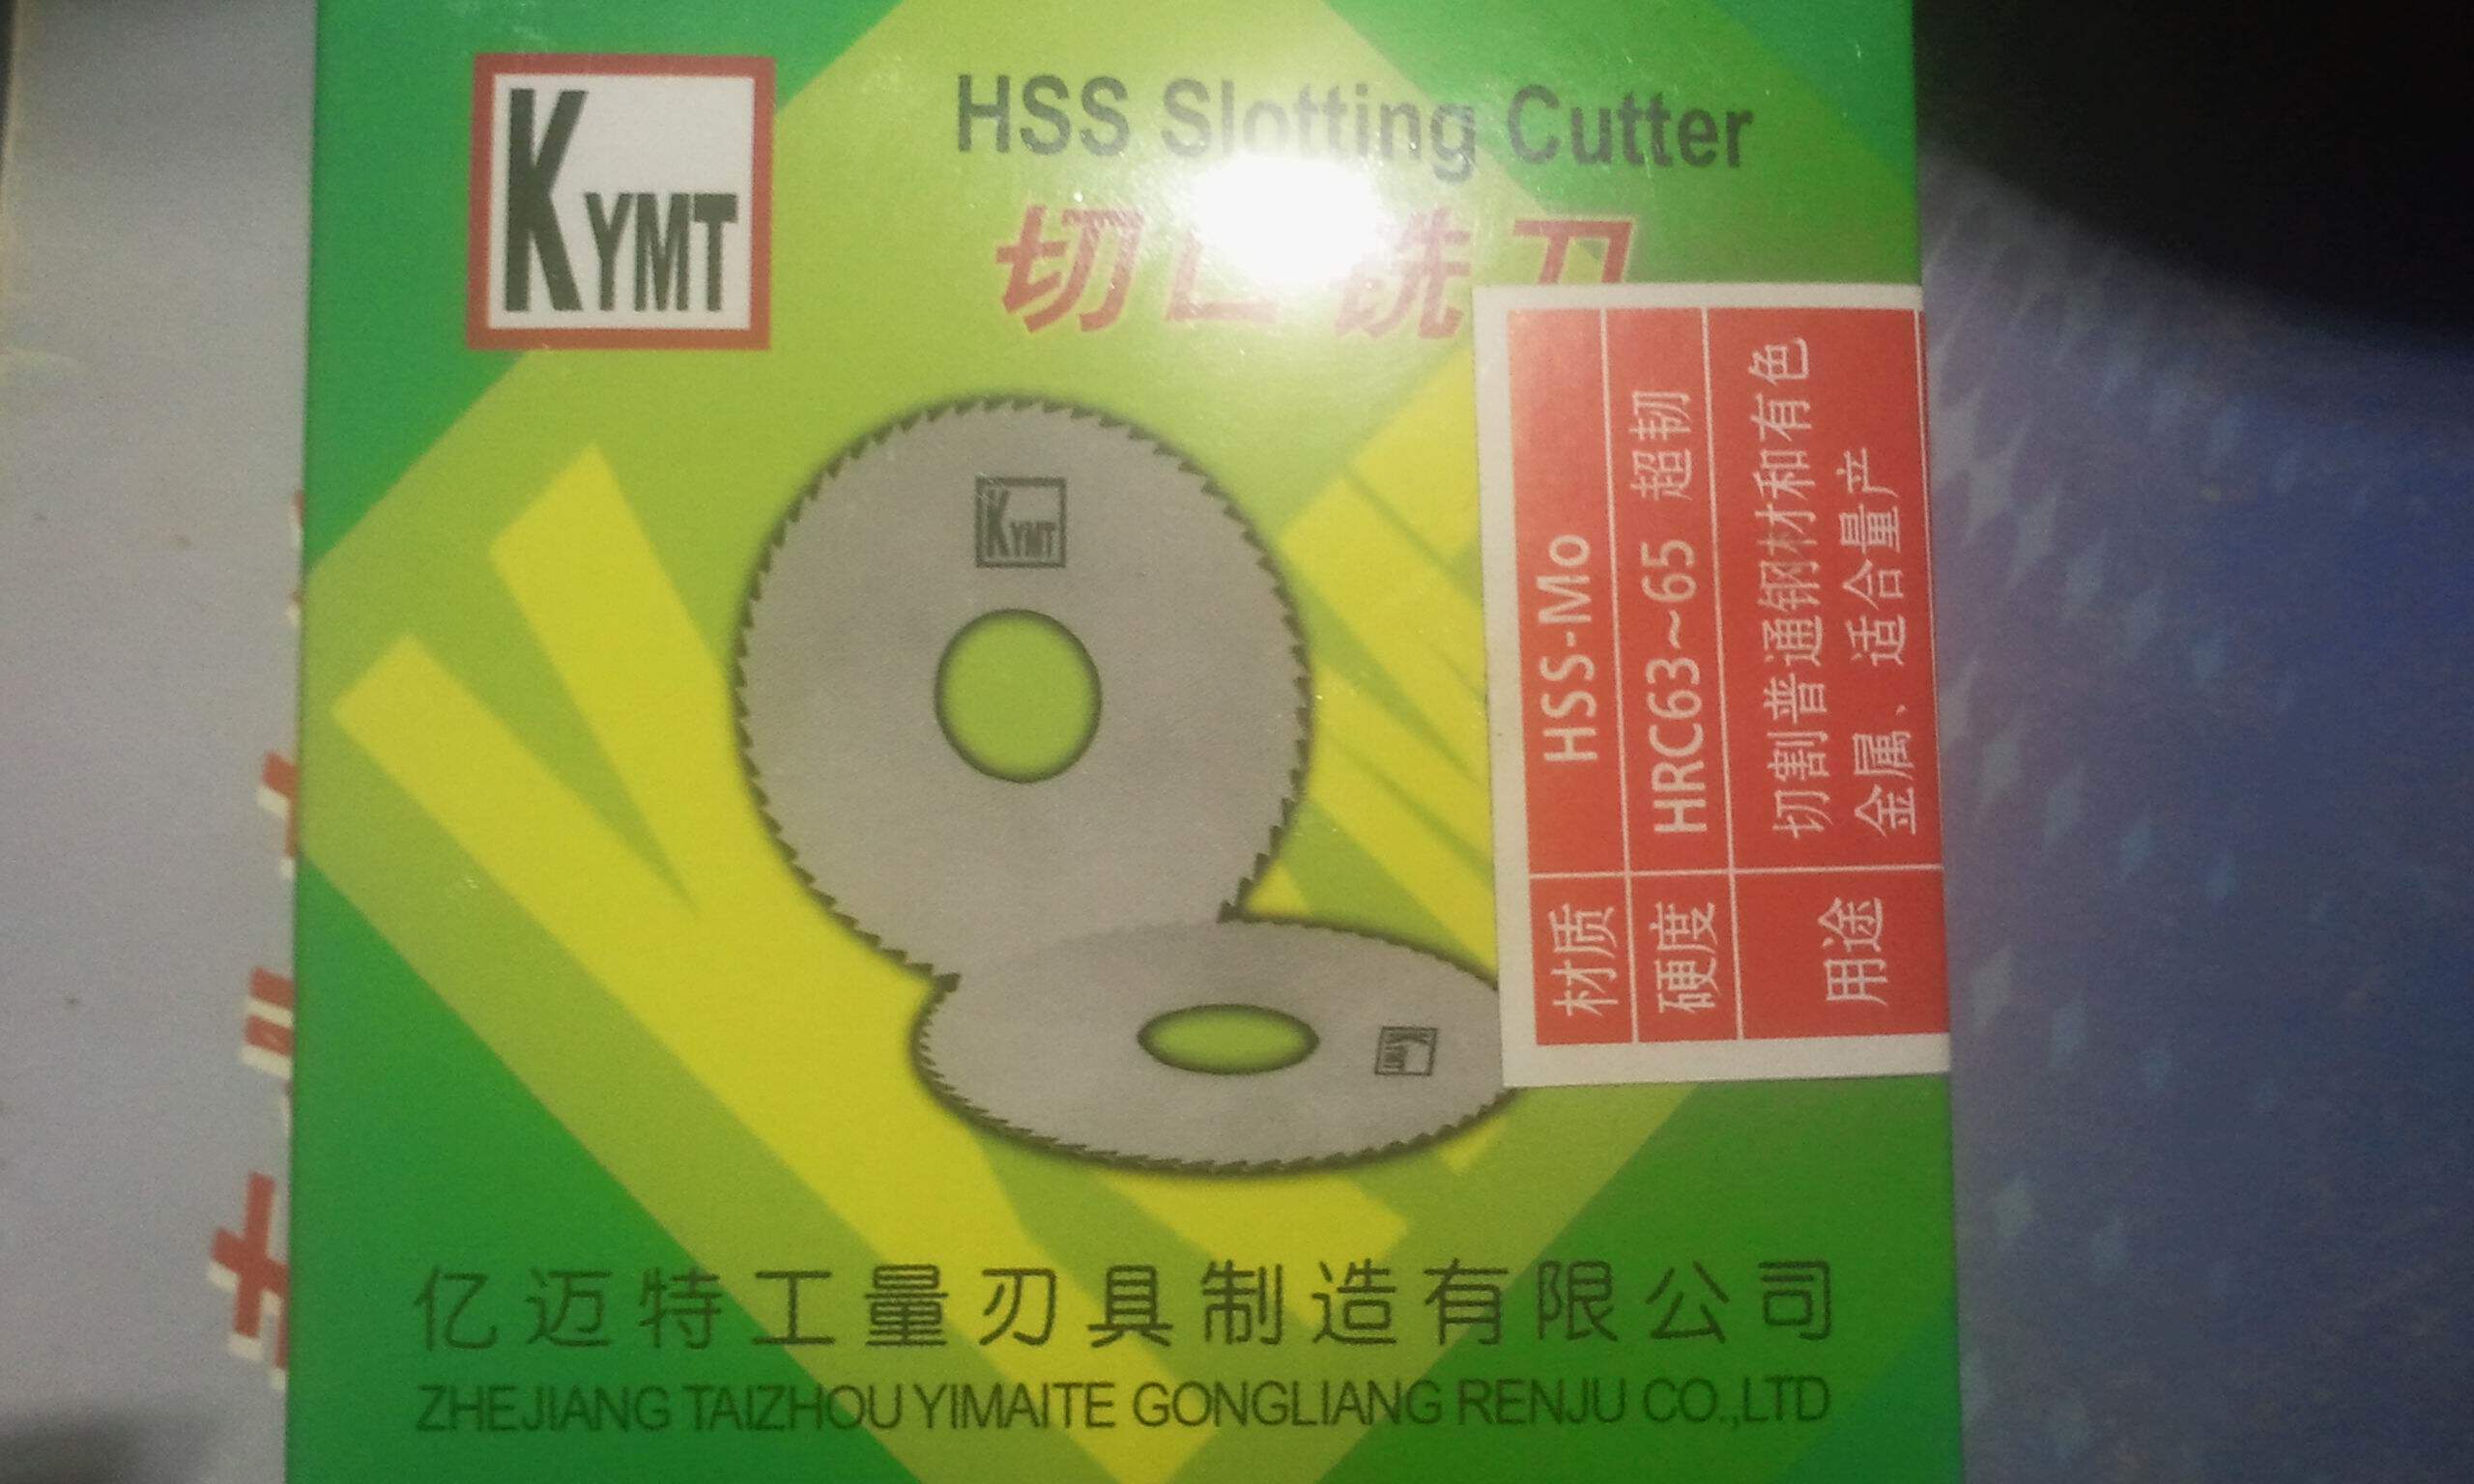 KYMT
HSS Slotting Cutter
切口铣刀
KYMT
KYMT
材质 HSS-Mo
硬度 HRC63~65 超韧
用途 切割普通钢材和有色
金属、适合量产
亿迈特工量刃具制造有限公司
ZHEJIANG TAIZHOU YIMAITE GONGLIANG RENJU CO.,LTD